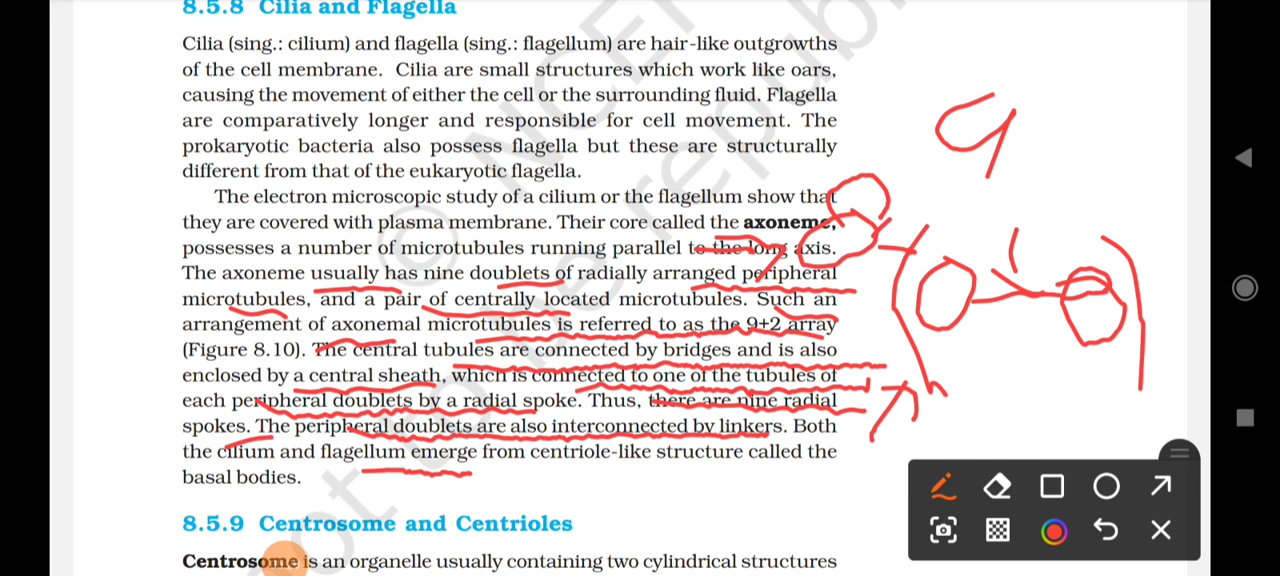 8.5.8 Cilia and Flagella
Cilia (sing.: cilium) and flagella (sing.: flagellum) are hair-like outgrowths
of the cell membrane. Cilia are small structures which work like oars,
causing the movement of either the cell or the surrounding fluid. Flagella
are comparatively longer and responsible for cell movement. The
prokaryotic bacteria also possess flagella but these are structurally
different from that of the eukaryotic flagella.
The electron microscopic study of a cilium or the flagellum show that
they are covered with plasma membrane. Their core called the axoneme,
possesses a number of microtubules running parallel to the long axis.
The axoneme usually has nine doublets of radially arranged peripheral
microtubules, and a pair of centrally located microtubules. Such an
arrangement of axonemal microtubules is referred to as the 9+2 array
(Figure 8.10). The central tubules are connected by bridges and is also
enclosed by a central sheath, which is connected to one of the tubules of
each peripheral doublets by a radial spoke. Thus, there are nine radial
spokes. The peripheral doublets are also interconnected by linkers. Both
the cilium and flagellum emerge from centriole-like structure called the
basal bodies.
8.5.9 Centrosome and Centrioles
Centrosome is an organelle usually containing two cylindrical structures
9
© NCERT
not to be republi